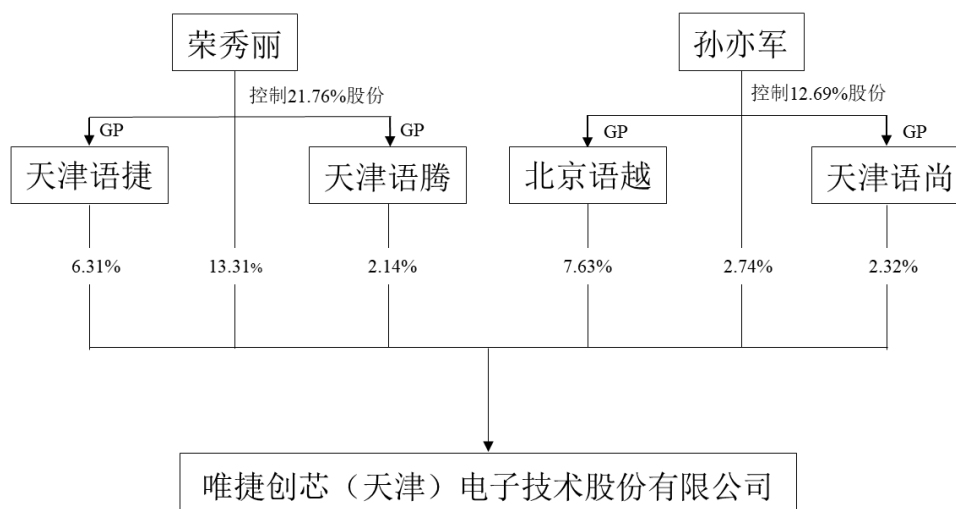 荣秀丽
孙亦军
控制21.76%股份
控制12.69%股份
GP
GP
GP
GP
天津语捷
天津语腾
北京语越
天津语尚
6.31%
13.31%
2.14%
7.63%
2.74%
2.32%
唯捷创芯（天津）电子技术股份有限公司